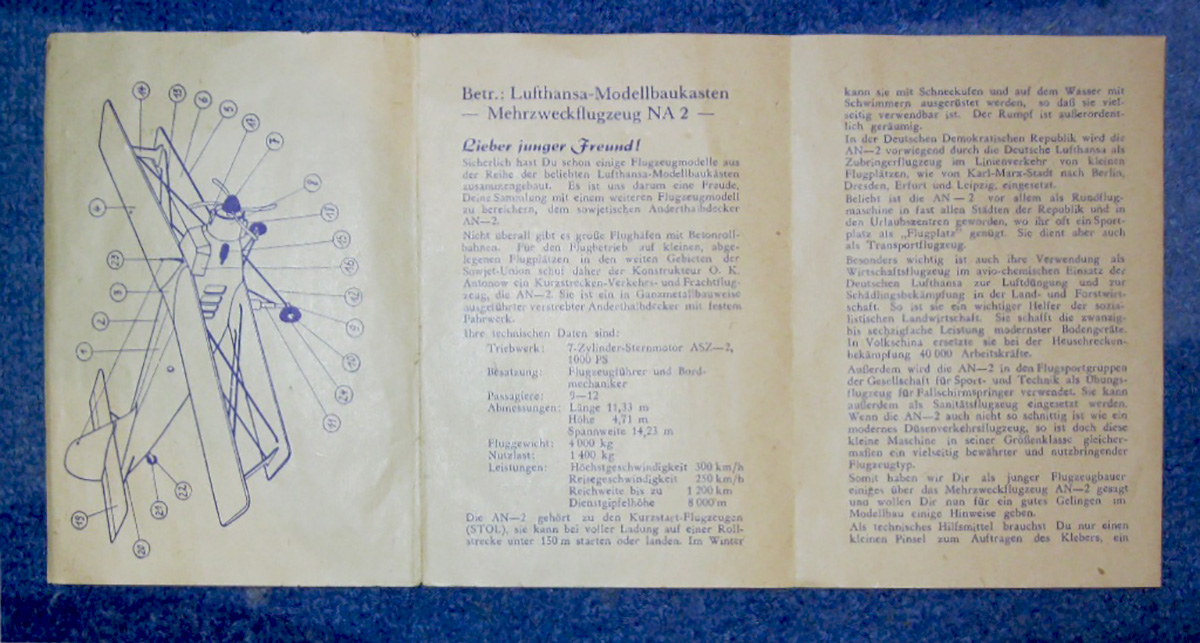 Betr.: Lufthansa-Modellbaukasten
— Mehrzweckflugzeug NA 2 —
Lieber junger Freund!
Sicherlich hast Du schon einige Flugzeugmodelle aus
der Reihe der beliebten Lufthansa-Modellbaukästen
zusammengebaut. Es ist uns darum eine Freude,
Deine Sammlung mit einem weiteren Flugzeugmodell
zu bereichern, dem sowjetischen Anderthalbdecker
AN—2.
Nicht überall gibt es große Flughäfen mit Betonroll-
bahnen. Für den Flugbetrieb auf kleinen, abge-
legenen Flugplätzen in den weiten Gebieten der
Sowjet-Union schuf daher der Konstrukteur O. K.
Antonow ein Kurzstrecken-Verkehrs- und Frachtflug-
zeug, die AN—2. Sie ist ein in Ganzmetallbauweise
ausgeführter verstrebter Anderthalbdecker mit festem
Fahrwerk.
Ihre technischen Daten sind:
Triebwerk: 7-Zylinder-Sternmotor ASZ—2,
1000 PS
Besatzung: Flugzeugführer und Bord-
mechaniker
Passagiere: 9—12
Abmessungen: Länge 11,33 m
Höhe 4,71 m
Spannweite 14,23 m
Fluggewicht: 4 000 kg
Nutzlast: 1 400 kg
Leistungen: Höchstgeschwindigkeit 300 km/h
Reisegeschwindigkeit 250 km/h
Reichweite bis zu 1 200 km
Dienstgipfelhöhe 8 000 m
Die AN—2 gehört zu den Kurzstart-Flugzeugen
(STOL), sie kann bei voller Ladung auf einer Roll-
strecke unter 150 m starten oder landen. Im Winter
kann sie mit Schneekufen und auf dem Wasser mit
Schwimmern ausgerüstet werden, so daß sie viel-
seitig verwendbar ist. Der Rumpf ist außerordent-
lich geräumig.
In der Deutschen Demokratischen Republik wird die
AN—2 vorwiegend durch die Deutsche Lufthansa als
Zubringerflugzeug im Linienverkehr von kleinen
Flugplätzen, wie von Karl-Marx-Stadt nach Berlin,
Dresden, Erfurt und Leipzig, eingesetzt.
Beliebt ist die AN — 2 vor allem als Rundflug-
maschine in fast allen Städten der Republik und in
den Urlaubszentren geworden, wo ihr oft ein Sport-
platz als „Flugplatz" genügt. Sie dient aber auch
als Transportflugzeug.
Besonders wichtig ist auch ihre Verwendung als
Wirtschaftsflugzeug im avio-chemischen Einsatz der
Deutschen Lufthansa zur Luftdüngung und zur
Schädlingsbekämpfung in der Land- und Forstwirt-
schaft. So ist sie ein wichtiger Helfer der sozia-
listischen Landwirtschaft. Sie schafft die zwanzig-
bis sechzigfache Leistung modernster Bodengeräte.
In Volkschina ersetzte sie bei der Heuschrecken-
bekämpfung 40 000 Arbeitskräfte.
Außerdem wird die AN—2 in den Flugsportgruppen
der Gesellschaft für Sport- und Technik als Übungs-
flugzeug für Fallschirmspringer verwendet. Sie kann
außerdem als Sanitätsflugzeug eingesetzt werden.
Wenn die AN—2 auch nicht so schnittig ist wie ein
modernes Düsenverkehrsflugzeug, so ist doch diese
kleine Maschine in seiner Größenklasse gleicher-
maßen ein vielseitig bewährter und nutzbringender
Flugzeugtyp.
Somit haben wir Dir als junger Flugzeugbauer
einiges über das Mehrzweckflugzeug AN—2 gesagt
und wollen Dir nun für ein gutes Gelingen im
Modellbau einige Hinweise geben.
Als technisches Hilfsmittel brauchst Du nur einen
kleinen Pinsel zum Auftragen des Klebers, ein